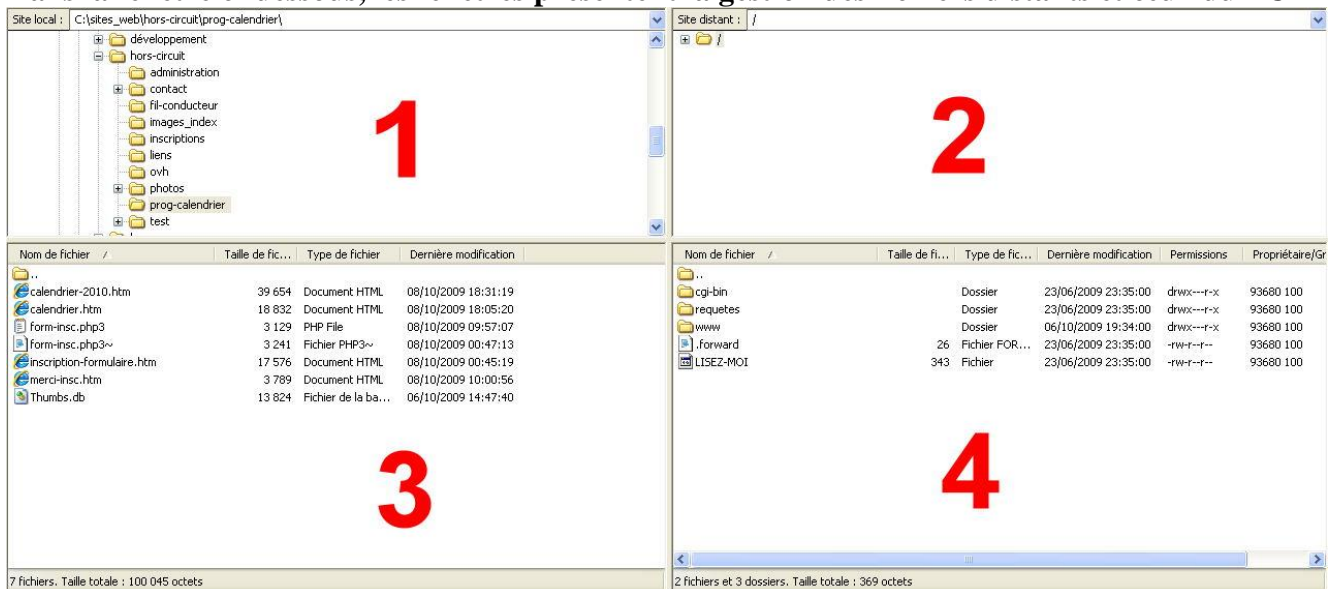 ci-dessous, les fenêtres présentent la gestion des
Site local : C:\sites_web\hors-circuit\prog-calendrier\
développement
hors-circuit
administration
contact
fil-conducteur
images_index
inscriptions
liens
ovh
photos
prog-calendrier
test
1
Site distant : /
/
2
Nom de fichier / Taille de fic... Type de fichier Dernière modification
..
calendrier-2010.htm 39 654 Document HTML 08/10/2009 18:31:19
calendrier.htm 18 832 Document HTML 08/10/2009 18:05:20
form-insc.php3 3 129 PHP File 08/10/2009 09:57:07
form-insc.php3~ 3 241 Fichier PHP3~ 08/10/2009 00:47:13
inscription-formulaire.htm 17 576 Document HTML 08/10/2009 00:45:19
merci-insc.htm 3 789 Document HTML 08/10/2009 10:00:56
Thumbs.db 13 824 Fichier de la ba... 06/10/2009 14:47:40
3
7 fichiers. Taille totale : 100 045 octets
Nom de fichier / Taille de fi... Type de fic... Dernière modification Permissions Propriétaire/Gr
..
cgi-bin Dossier 23/06/2009 23:35:00 drwx---r-x 93680 100
requetes Dossier 23/06/2009 23:35:00 drwx---r-x 93680 100
www Dossier 06/10/2009 19:34:00 drwx---r-x 93680 100
.forward 26 Fichier FOR... 23/06/2009 23:35:00 -rw-r--r-- 93680 100
LISEZ-MOI 343 Fichier 23/06/2009 23:35:00 -rw-r--r-- 93680 100
4
2 fichiers et 3 dossiers. Taille totale : 369 octets